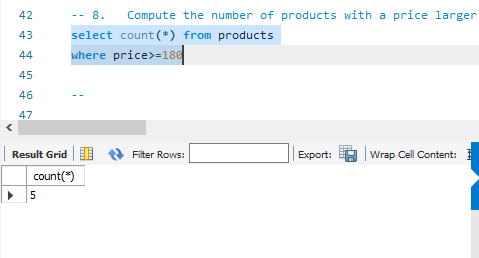 42 -- 8. Compute the number of products with a price larger
43 select count(*) from products
44 where price>=180
45
46 --
47
Result Grid Filter Rows: Export: Wrap Cell Content:
count(*)
5